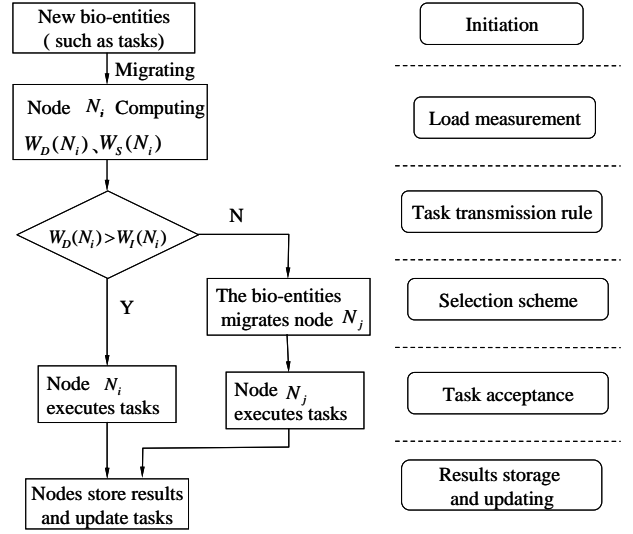 New bio-entities
( such as tasks)
Migrating
Node N_i Computing
W_D(N_i)、W_S(N_i)
W_D(N_i)>W_I(N_i)
N
Y
The bio-entities
migrates node N_j
Node N_i
executes tasks
Node N_j
executes tasks
Nodes store results
and update tasks
Initiation
Load measurement
Task transmission rule
Selection scheme
Task acceptance
Results storage
and updating